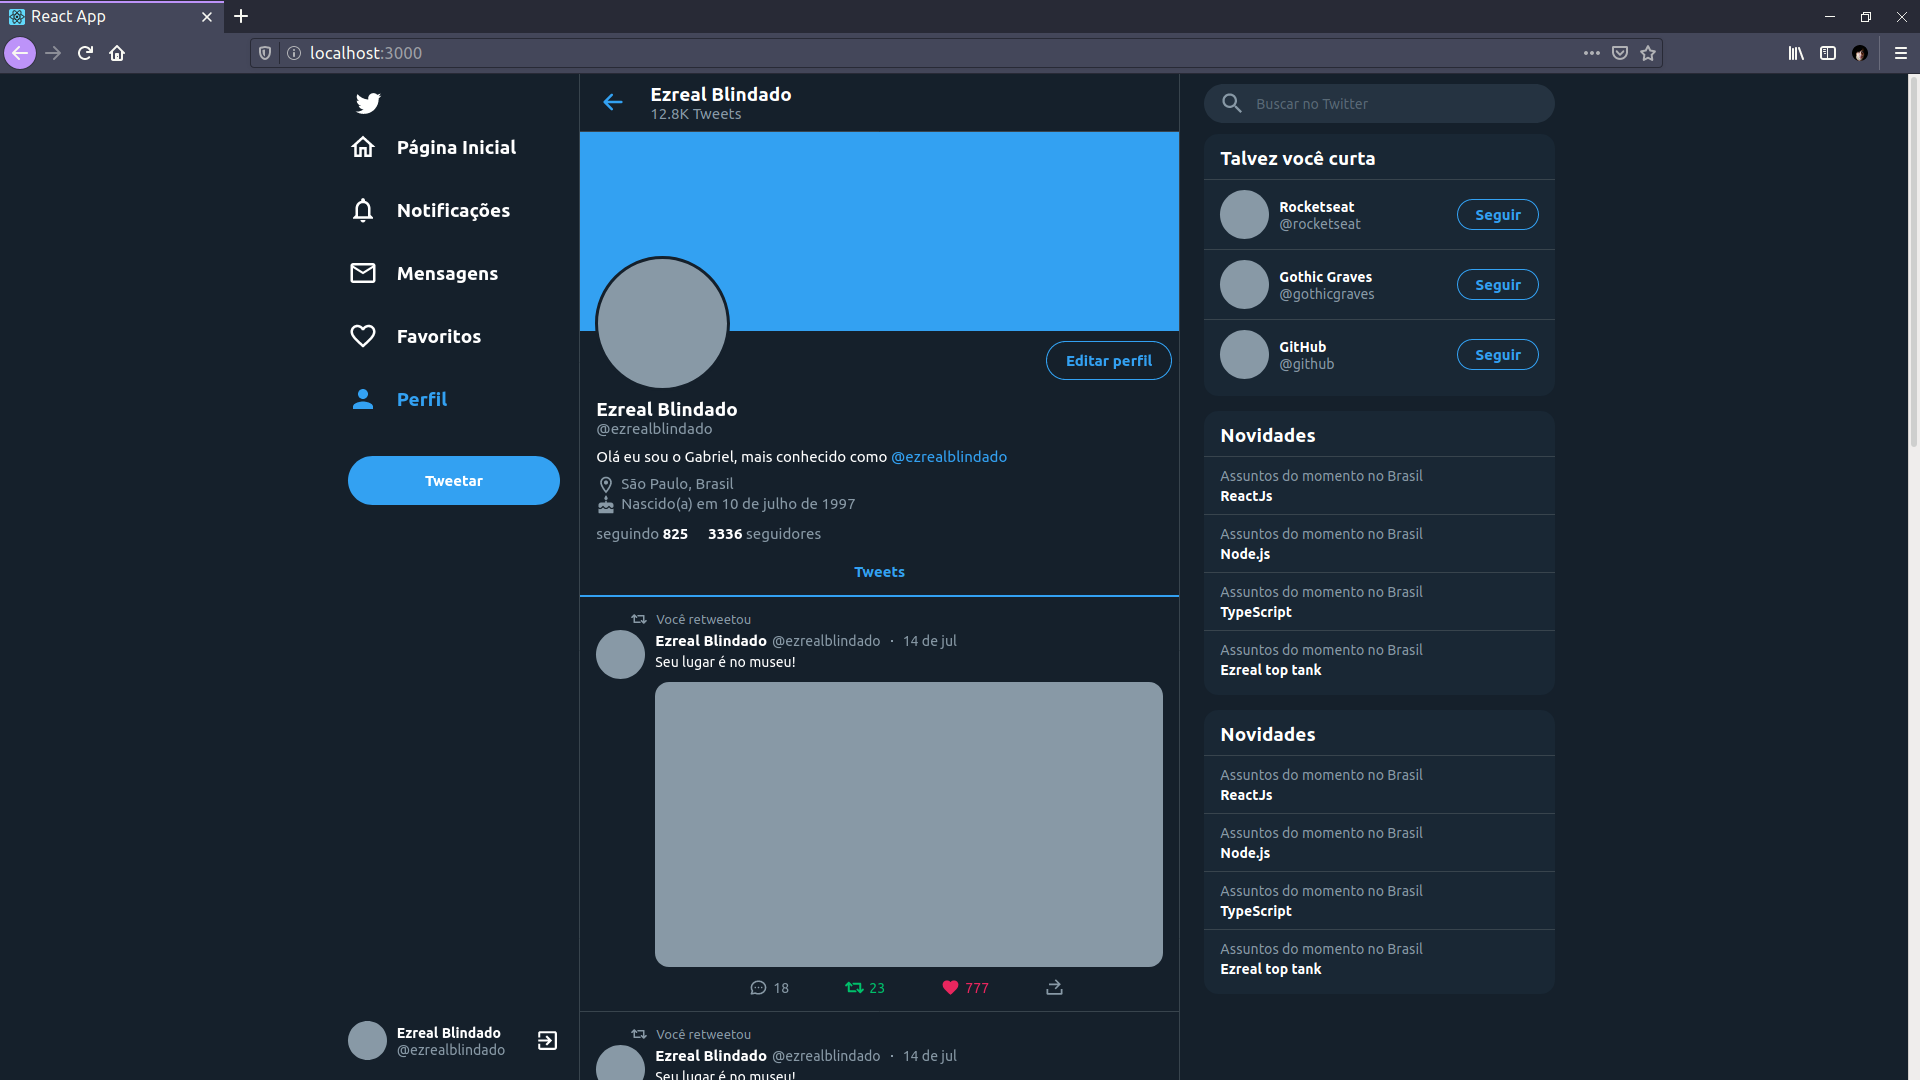 React App
localhost:3000
Página Inicial
Notificações
Mensagens
Favoritos
Perfil
Tweetar
Ezreal Blindado
@ezrealblindado
Ezreal Blindado
12.8K Tweets
Editar perfil
Ezreal Blindado
@ezrealblindado
Olá eu sou o Gabriel, mais conhecido como @ezrealblindado
São Paulo, Brasil
Nascido(a) em 10 de julho de 1997
seguindo 825 3336 seguidores
Tweets
Você retweetou
Ezreal Blindado @ezrealblindado · 14 de jul
Seu lugar é no museu!
18 23 777
Você retweetou
Ezreal Blindado @ezrealblindado · 14 de jul
Seu lugar é no museu!
Buscar no Twitter
Talvez você curta
Rocketseat
@rocketseat
Seguir
Gothic Graves
@gothicgraves
Seguir
GitHub
@github
Seguir
Novidades
Assuntos do momento no Brasil
ReactJs
Assuntos do momento no Brasil
Node.js
Assuntos do momento no Brasil
TypeScript
Assuntos do momento no Brasil
Ezreal top tank
Novidades
Assuntos do momento no Brasil
ReactJs
Assuntos do momento no Brasil
Node.js
Assuntos do momento no Brasil
TypeScript
Assuntos do momento no Brasil
Ezreal top tank